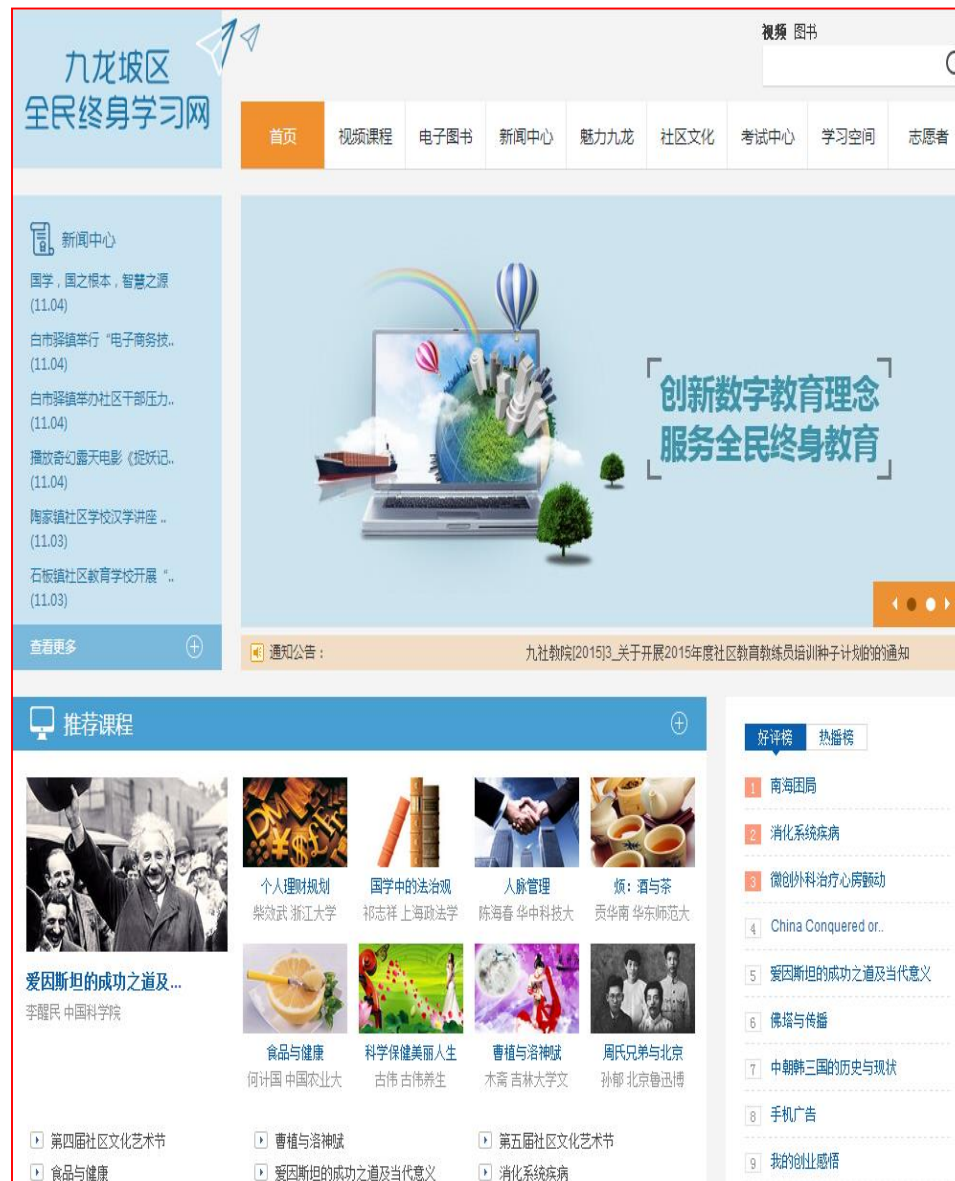 九龙坡区
全民终身学习网
视频 图书
首页 视频课程 电子图书 新闻中心 魅力九龙 社区文化 考试中心 学习空间 志愿者
新闻中心
国学，国之根本，智慧之源
(11.04)
白市驿镇举行“电子商务技..
(11.04)
白市驿镇举办社区干部压力..
(11.04)
播放奇幻露天电影《捉妖记..
(11.04)
陶家镇社区学校汉学讲座 ..
(11.03)
石板镇社区教育学校开展“..
(11.03)
查看更多
创新数字教育理念
服务全民终身教育
通知公告：
九社教院[2015]3_关于开展2015年度社区教育教练员培训种子计划的的通知
推荐课程
爱因斯坦的成功之道及...
李醒民 中国科学院
个人理财规划
柴效武 浙江大学
国学中的法治观
祁志祥 上海政法学
人脉管理
陈海春 华中科技大
烦：酒与茶
贡华南 华东师范大
食品与健康
何计国 中国农业大
科学保健美丽人生
古伟 古伟养生
曹植与洛神赋
木斋 吉林大学文
周氏兄弟与北京
孙郁 北京鲁迅博
第四届社区文化艺术节
曹植与洛神赋
第五届社区文化艺术节
食品与健康
爱因斯坦的成功之道及当代意义
消化系统疾病
好评榜 热播榜
1 南海困局
2 消化系统疾病
3 微创外科治疗心房颤动
4 China Conquered or..
5 爱因斯坦的成功之道及当代意义
6 佛塔与传播
7 中朝韩三国的历史与现状
8 手机广告
9 我的创业感悟